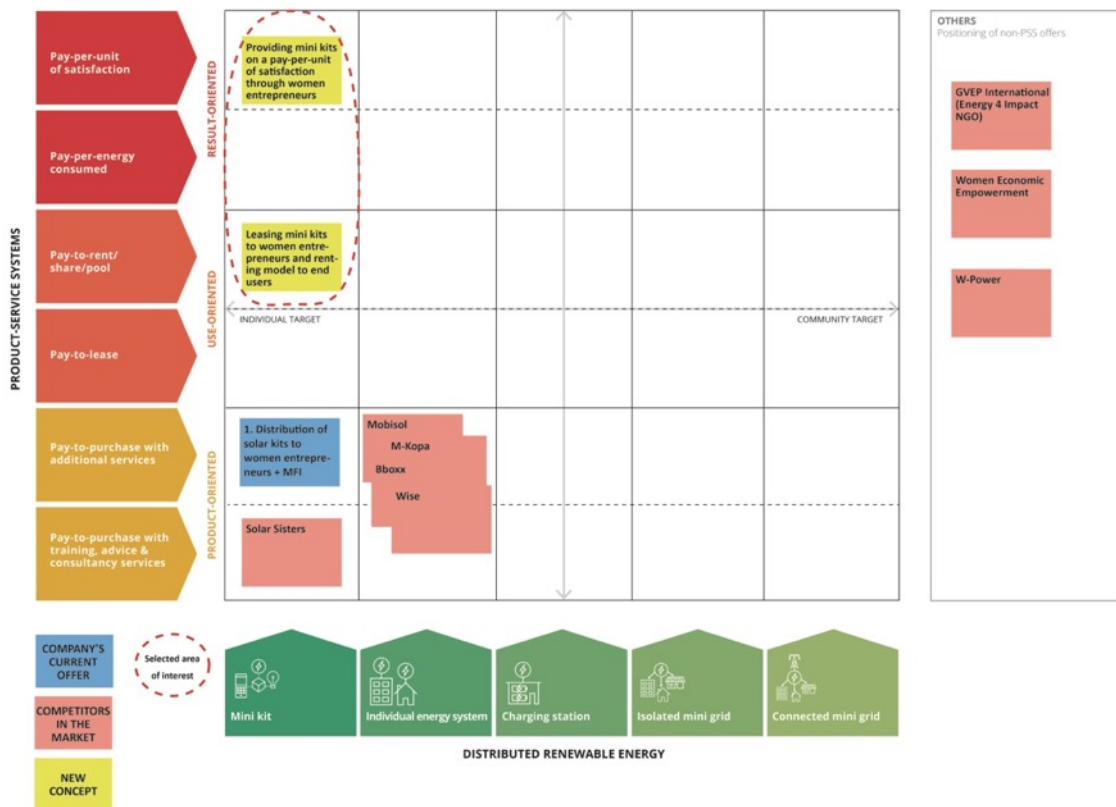 PRODUCT-SERVICE SYSTEMS
Pay-per-unit
of satisfaction
Pay-per-energy
consumed
Pay-to-rent/
share/pool
Pay-to-lease
Pay-to-purchase with
additional services
Pay-to-purchase with
training, advice &
consultancy services
RESULT-ORIENTED
USE-ORIENTED
PRODUCT-ORIENTED
Providing mini kits
on a pay-per-unit
of satisfaction
through women
entrepreneurs
Leasing mini kits
to women entre-
preneurs and ren-
ting model to end
users
INDIVIDUAL TARGET
COMMUNITY TARGET
1. Distribution of
solar kits to
women entrepre-
neurs + MFI
Mobisol
M-Kopa
Bboxx
Wise
Solar Sisters
OTHERS
Positioning of non-PSS offers
GVEP International
(Energy 4 Impact
NGO)
Women Economic
Empowerment
W-Power
COMPANY'S
CURRENT
OFFER
COMPETITORS
IN THE
MARKET
NEW
CONCEPT
Selected area
of interest
Mini kit
Individual energy system
Charging station
Isolated mini grid
Connected mini grid
DISTRIBUTED RENEWABLE ENERGY